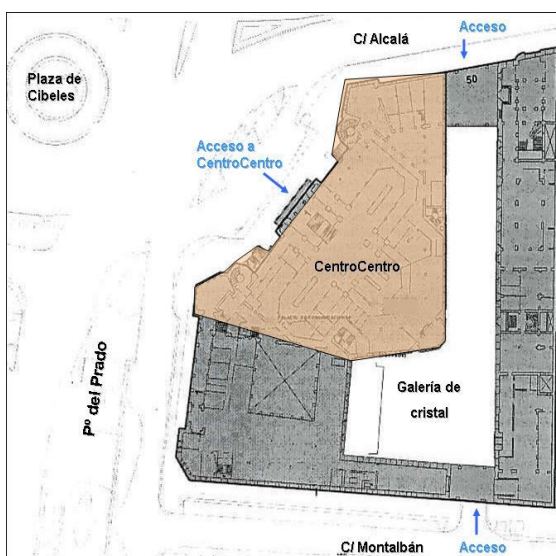 C/ Alcalá
Acceso
50
Plaza de
Cibeles
Acceso a
CentroCentro
CentroCentro
Pº del Prado
Galería de
cristal
C/ Montalbán
Acceso